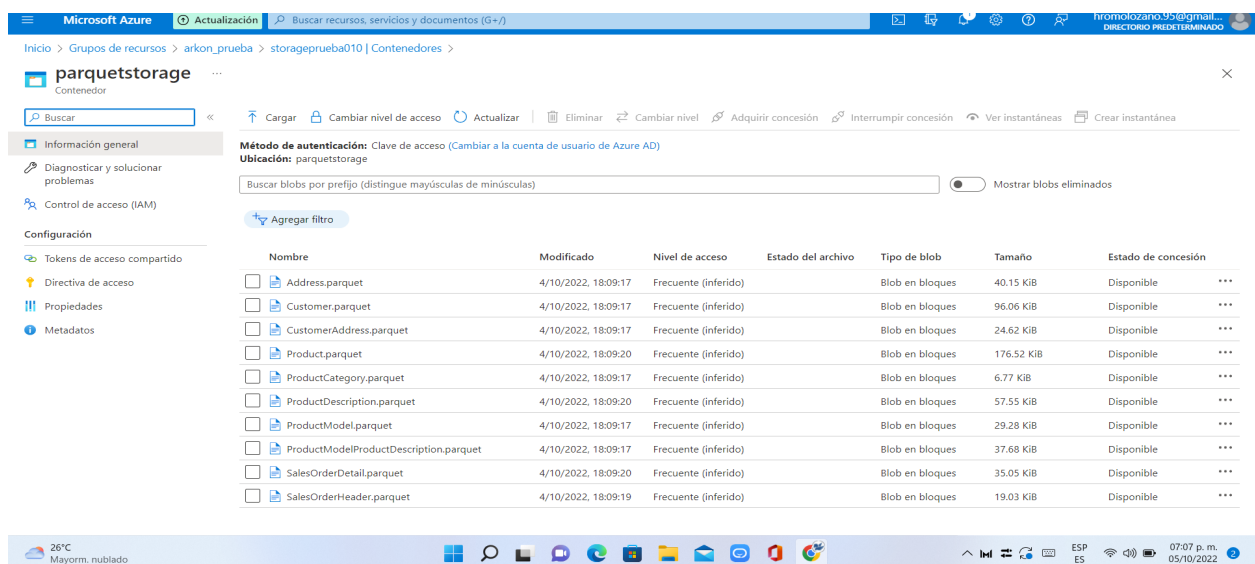 Microsoft Azure Actualización Buscar recursos, servicios y documentos (G+/) hromolozano.95@gmail...
DIRECTORIO PREDETERMINADO
Inicio > Grupos de recursos > arkon_prueba > storageprueba010 | Contenedores >
parquetstorage ...
Contenedor
Buscar
«
Cargar Cambiar nivel de acceso Actualizar Eliminar Cambiar nivel Adquirir concesión Interrumpir concesión Ver instantáneas Crear instantánea
Información general
Diagnosticar y solucionar
problemas
Control de acceso (IAM)
Configuración
Tokens de acceso compartido
Directiva de acceso
Propiedades
Metadatos
Método de autenticación: Clave de acceso (Cambiar a la cuenta de usuario de Azure AD)
Ubicación: parquetstorage
Buscar blobs por prefijo (distingue mayúsculas de minúsculas) Mostrar blobs eliminados
Agregar filtro
Nombre Modificado Nivel de acceso Estado del archivo Tipo de blob Tamaño Estado de concesión
Address.parquet 4/10/2022, 18:09:17 Frecuente (inferido) Blob en bloques 40.15 KiB Disponible ...
Customer.parquet 4/10/2022, 18:09:17 Frecuente (inferido) Blob en bloques 96.06 KiB Disponible ...
CustomerAddress.parquet 4/10/2022, 18:09:17 Frecuente (inferido) Blob en bloques 24.62 KiB Disponible ...
Product.parquet 4/10/2022, 18:09:20 Frecuente (inferido) Blob en bloques 176.52 KiB Disponible ...
ProductCategory.parquet 4/10/2022, 18:09:17 Frecuente (inferido) Blob en bloques 6.77 KiB Disponible ...
ProductDescription.parquet 4/10/2022, 18:09:20 Frecuente (inferido) Blob en bloques 57.55 KiB Disponible ...
ProductModel.parquet 4/10/2022, 18:09:17 Frecuente (inferido) Blob en bloques 29.28 KiB Disponible ...
ProductModelProductDescription.parquet 4/10/2022, 18:09:17 Frecuente (inferido) Blob en bloques 37.68 KiB Disponible ...
SalesOrderDetail.parquet 4/10/2022, 18:09:20 Frecuente (inferido) Blob en bloques 35.05 KiB Disponible ...
SalesOrderHeader.parquet 4/10/2022, 18:09:19 Frecuente (inferido) Blob en bloques 19.03 KiB Disponible ...
26°C
Mayorm. nublado
ESP
ES
07:07 p. m.
05/10/2022
2